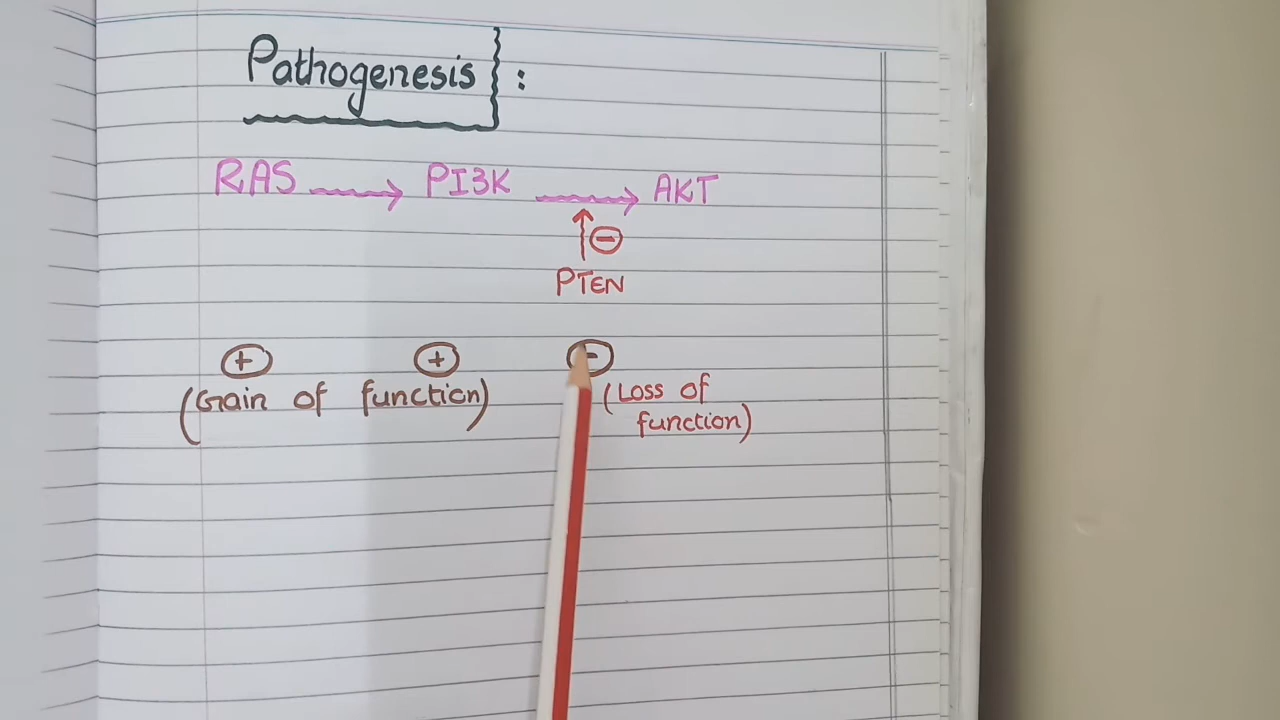 Pathogenesis :
RAS → PI3K → AKT
↑ ⊖
PTEN
⊕ ⊕ ⊖
(Gain of function) (Loss of
function)